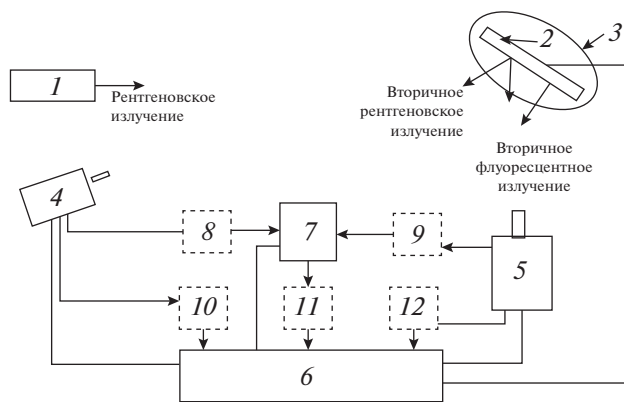 2
3
1
Рентгеновское
излучение
Вторичное
рентгеновское
излучение
Вторичное
флуоресцентное
излучение
4
8
7
9
5
10
11
12
6